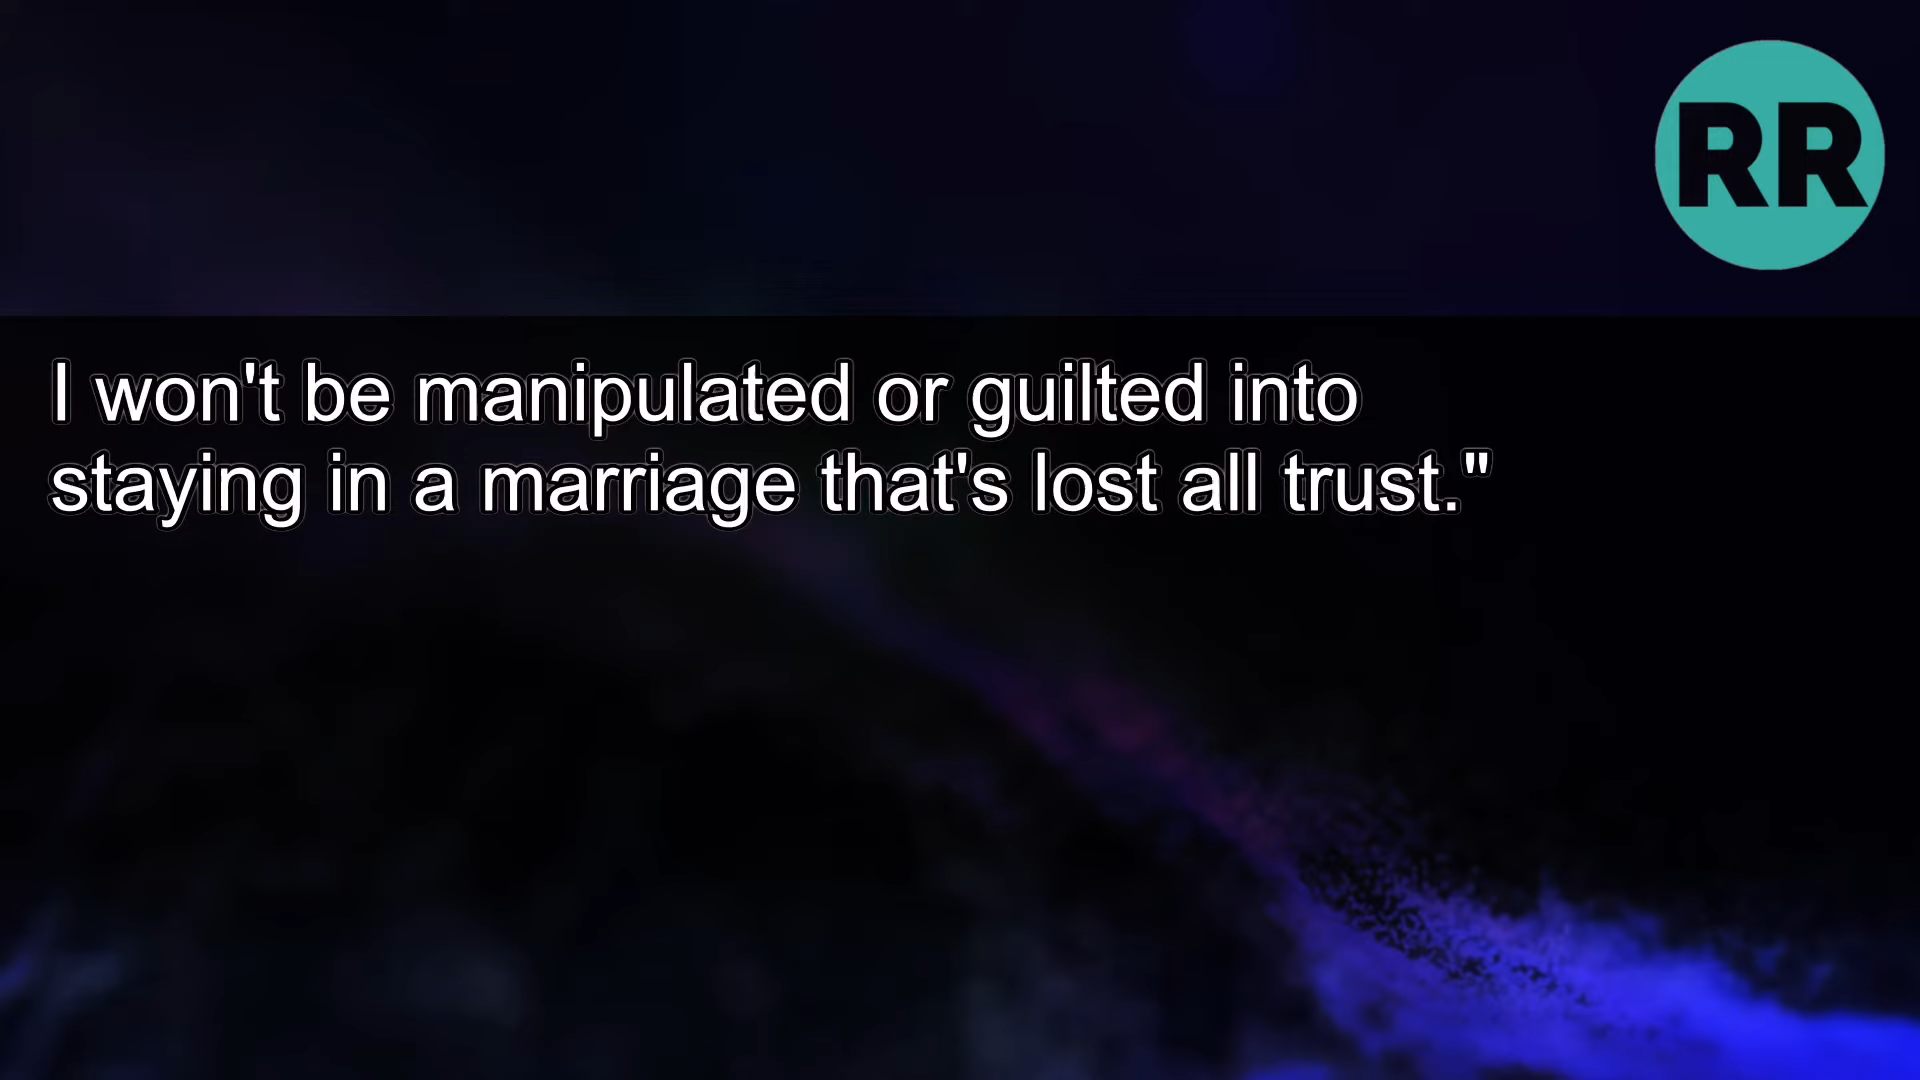 RR
I won't be manipulated or guilted into
staying in a marriage that's lost all trust."